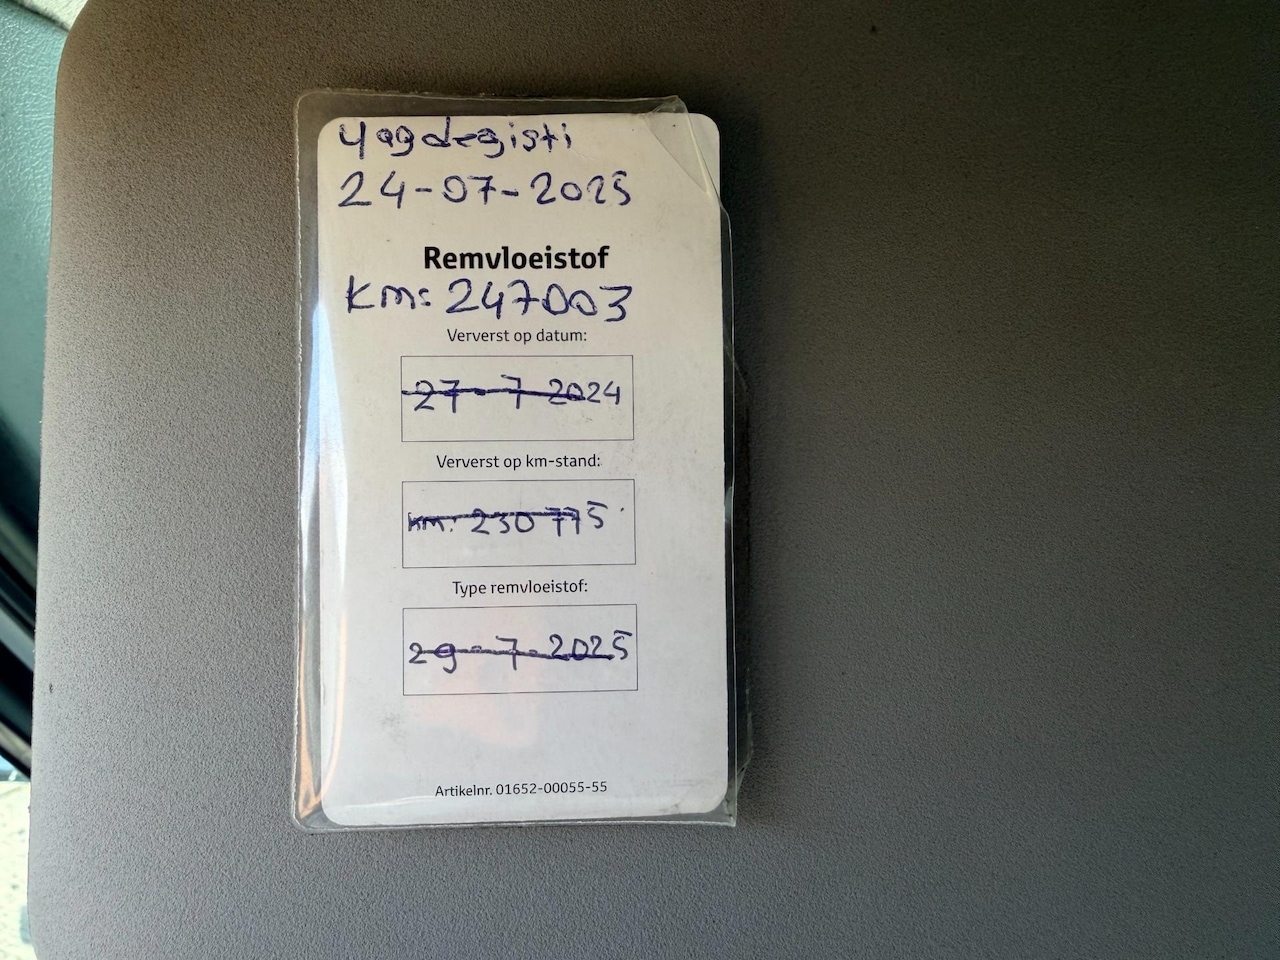 yagdegisti
24-07-2025
Remvloeistof
km: 247003
Ververst op datum:
27-7-2024
Ververst op km-stand:
km: 230775
Type remvloeistof:
29-7-2025
Artikelnr. 01652-00055-55